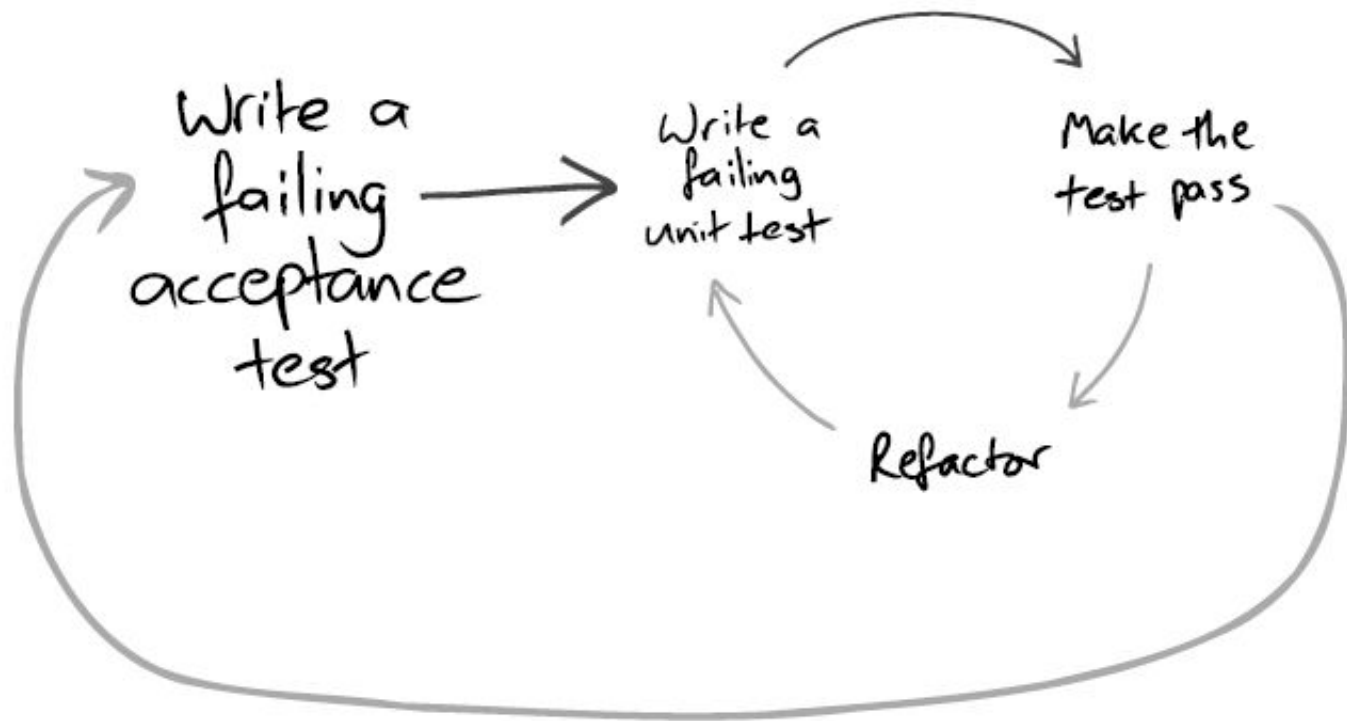 Write a
failing
acceptance
test
Write a
failing
unit test
Make the
test pass
Refactor